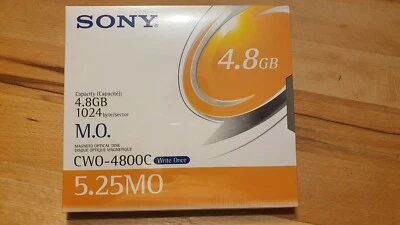 SONY
4.8GB
Capacity (Capacité):
4.8GB
1024 byte/sector
M.O.
MAGNETO OPTICAL DISK
DISQUE OPTIQUE MAGNETIQUE
CWO-4800C Write Once
5.25MO